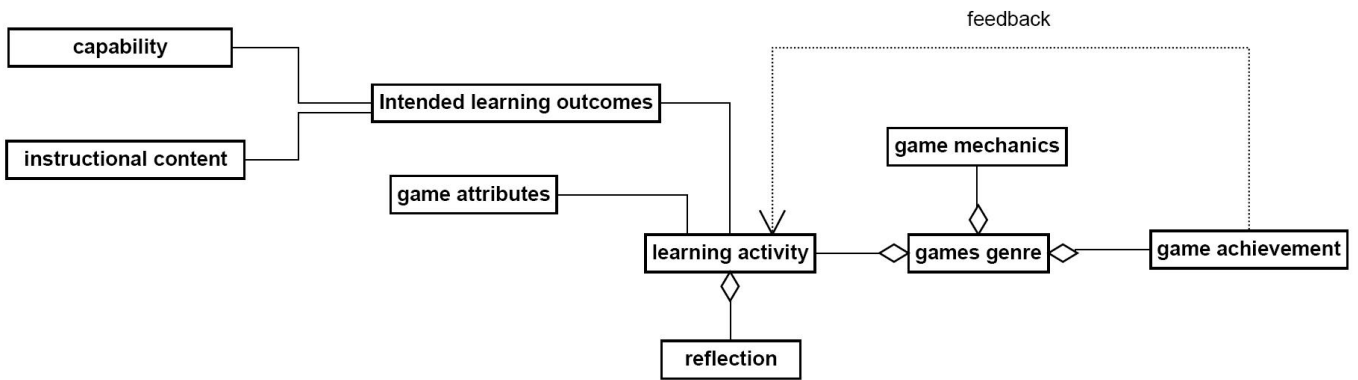 feedback
capability
Intended learning outcomes
instructional content
game mechanics
game attributes
learning activity
games genre
game achievement
reflection